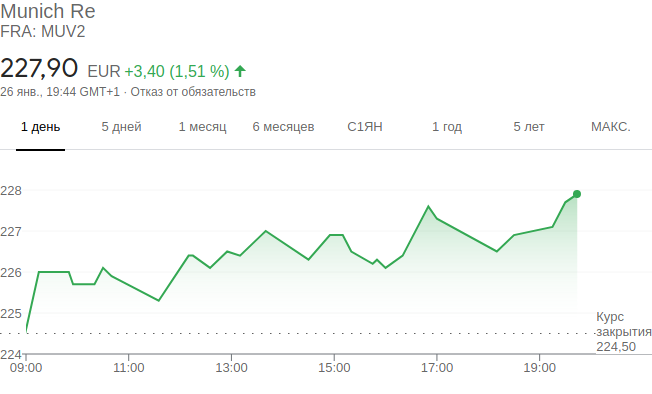 Munich Re
FRA: MUV2
227,90 EUR +3,40 (1,51 %)
26 янв., 19:44 GMT+1 · Отказ от обязательств
1 день 5 дней 1 месяц 6 месяцев С1ЯН 1 год 5 лет МАКС.
228
227
226
225
Курс
закрытия
224,50
224
09:00 11:00 13:00 15:00 17:00 19:00